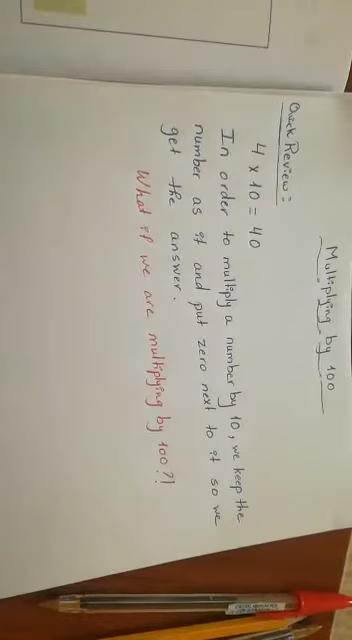 Multiplying by 100
Quick Review:
4 x 10 = 40
In order to multiply a number by 10, we keep the
number as it and put zero next to it so we
get the answer.
What if we are multiplying by 100?!